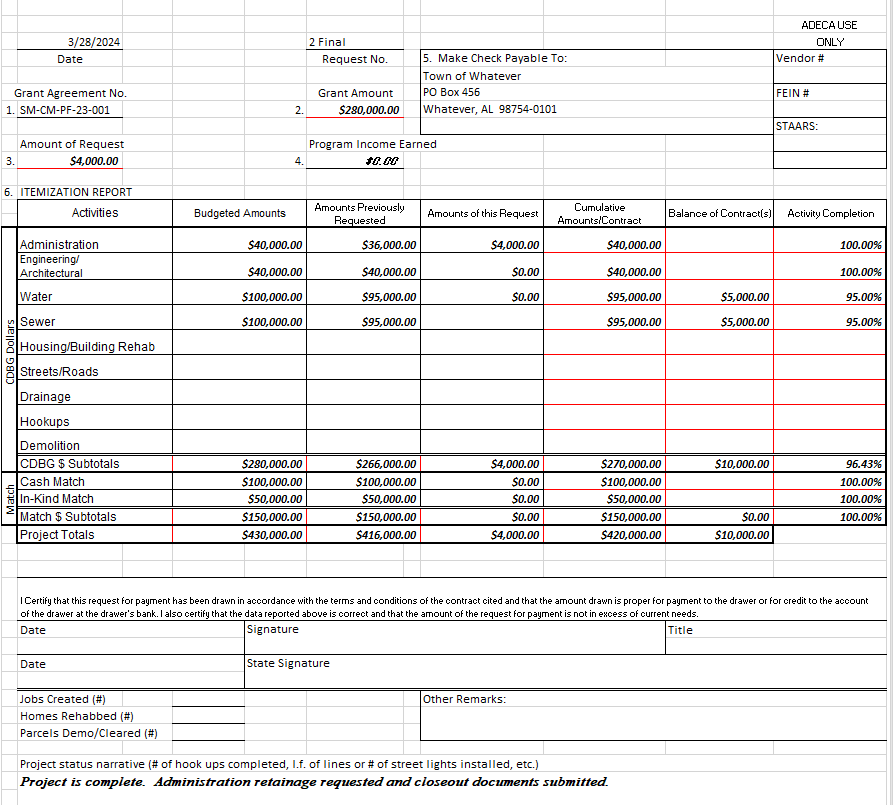 ADECA USE
3/28/2024 2 Final ONLY
Date Request No. 5. Make Check Payable To: Vendor #
Town of Whatever
Grant Agreement No. Grant Amount PO Box 456 FEIN #
1. SM-CM-PF-23-001 2. $280,000.00 Whatever, AL 98754-0101
STAARS:
Amount of Request Program Income Earned
3. $4,000.00 4. $0.00
6. ITEMIZATION REPORT
Activities Budgeted Amounts Amounts Previously Requested Amounts of this Request Cumulative Amounts/Contract Balance of Contract(s) Activity Completion
CDBG Dollars
Administration $40,000.00 $36,000.00 $4,000.00 $40,000.00 100.00%
Engineering/
Architectural $40,000.00 $40,000.00 $0.00 $40,000.00 100.00%
Water $100,000.00 $95,000.00 $0.00 $95,000.00 $5,000.00 95.00%
Sewer $100,000.00 $95,000.00 $95,000.00 $5,000.00 95.00%
Housing/Building Rehab
Streets/Roads
Drainage
Hookups
Demolition
CDBG $ Subtotals $280,000.00 $266,000.00 $4,000.00 $270,000.00 $10,000.00 96.43%
Match
Cash Match $100,000.00 $100,000.00 $0.00 $100,000.00 100.00%
In-Kind Match $50,000.00 $50,000.00 $0.00 $50,000.00 100.00%
Match $ Subtotals $150,000.00 $150,000.00 $0.00 $150,000.00 $0.00 100.00%
Project Totals $430,000.00 $416,000.00 $4,000.00 $420,000.00 $10,000.00
I Certify that this request for payment has been drawn in accordance with the terms and conditions of the contract cited and that the amount drawn is proper for payment to the drawer or for credit to the account
of the drawer at the drawer's bank. I also certify that the data reported above is correct and that the amount of the request for payment is not in excess of current needs.
Date Signature Title
Date State Signature
Jobs Created (#) Other Remarks:
Homes Rehabbed (#)
Parcels Demo/Cleared (#)
Project status narrative (# of hook ups completed, l.f. of lines or # of street lights installed, etc.)
Project is complete. Administration retainage requested and closeout documents submitted.